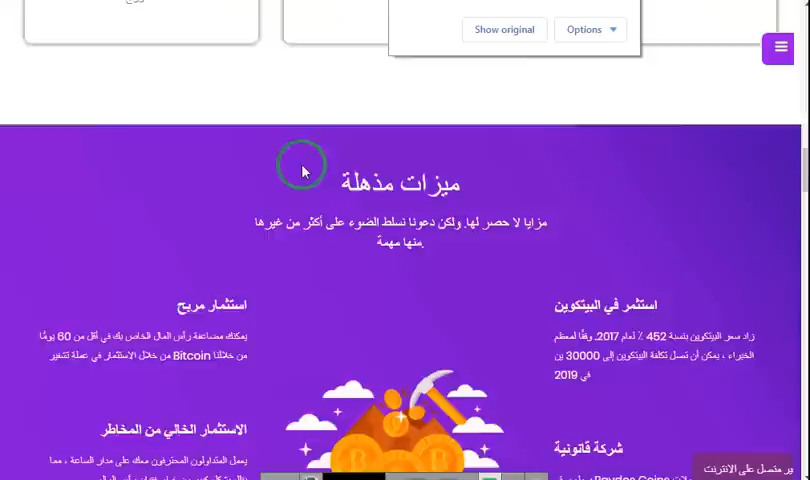 Show original
Options
ميزات مذهلة
مزايا لا حصر لها. ولكن دعونا نسلط الضوء على أكثر من غيرها
منها مهمة.
استثمر في البيتكوين
زاد سعر البيتكوين بنسبة 452 ٪ لعام 2017. وفقًا لمعظم
الخبراء ، يمكن أن تصل تكلفة البيتكوين إلى 30000 ين
في 2019
استثمار مربح
يمكنك مضاعفة رأس المال الخاص بك في أقل من 60 يومًا
من خلالنا Bitcoin من خلال الاستثمار في عملة تشفير
الاستثمار الخالي من المخاطر
يعمل المتداولون المحترفون معك على مدار الساعة ، مما
شركة قانونية
Paydos Coins
ير متصل على الانترنت